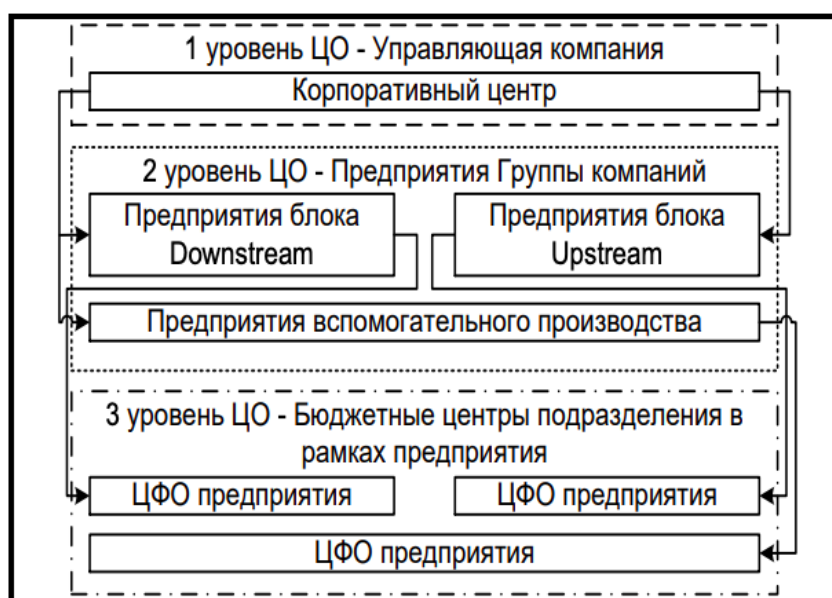 1 уровень ЦО - Управляющая компания
Корпоративный центр
2 уровень ЦО - Предприятия Группы компаний
Предприятия блока
Downstream
Предприятия блока
Upstream
Предприятия вспомогательного производства
3 уровень ЦО - Бюджетные центры подразделения в
рамках предприятия
ЦФО предприятия
ЦФО предприятия
ЦФО предприятия